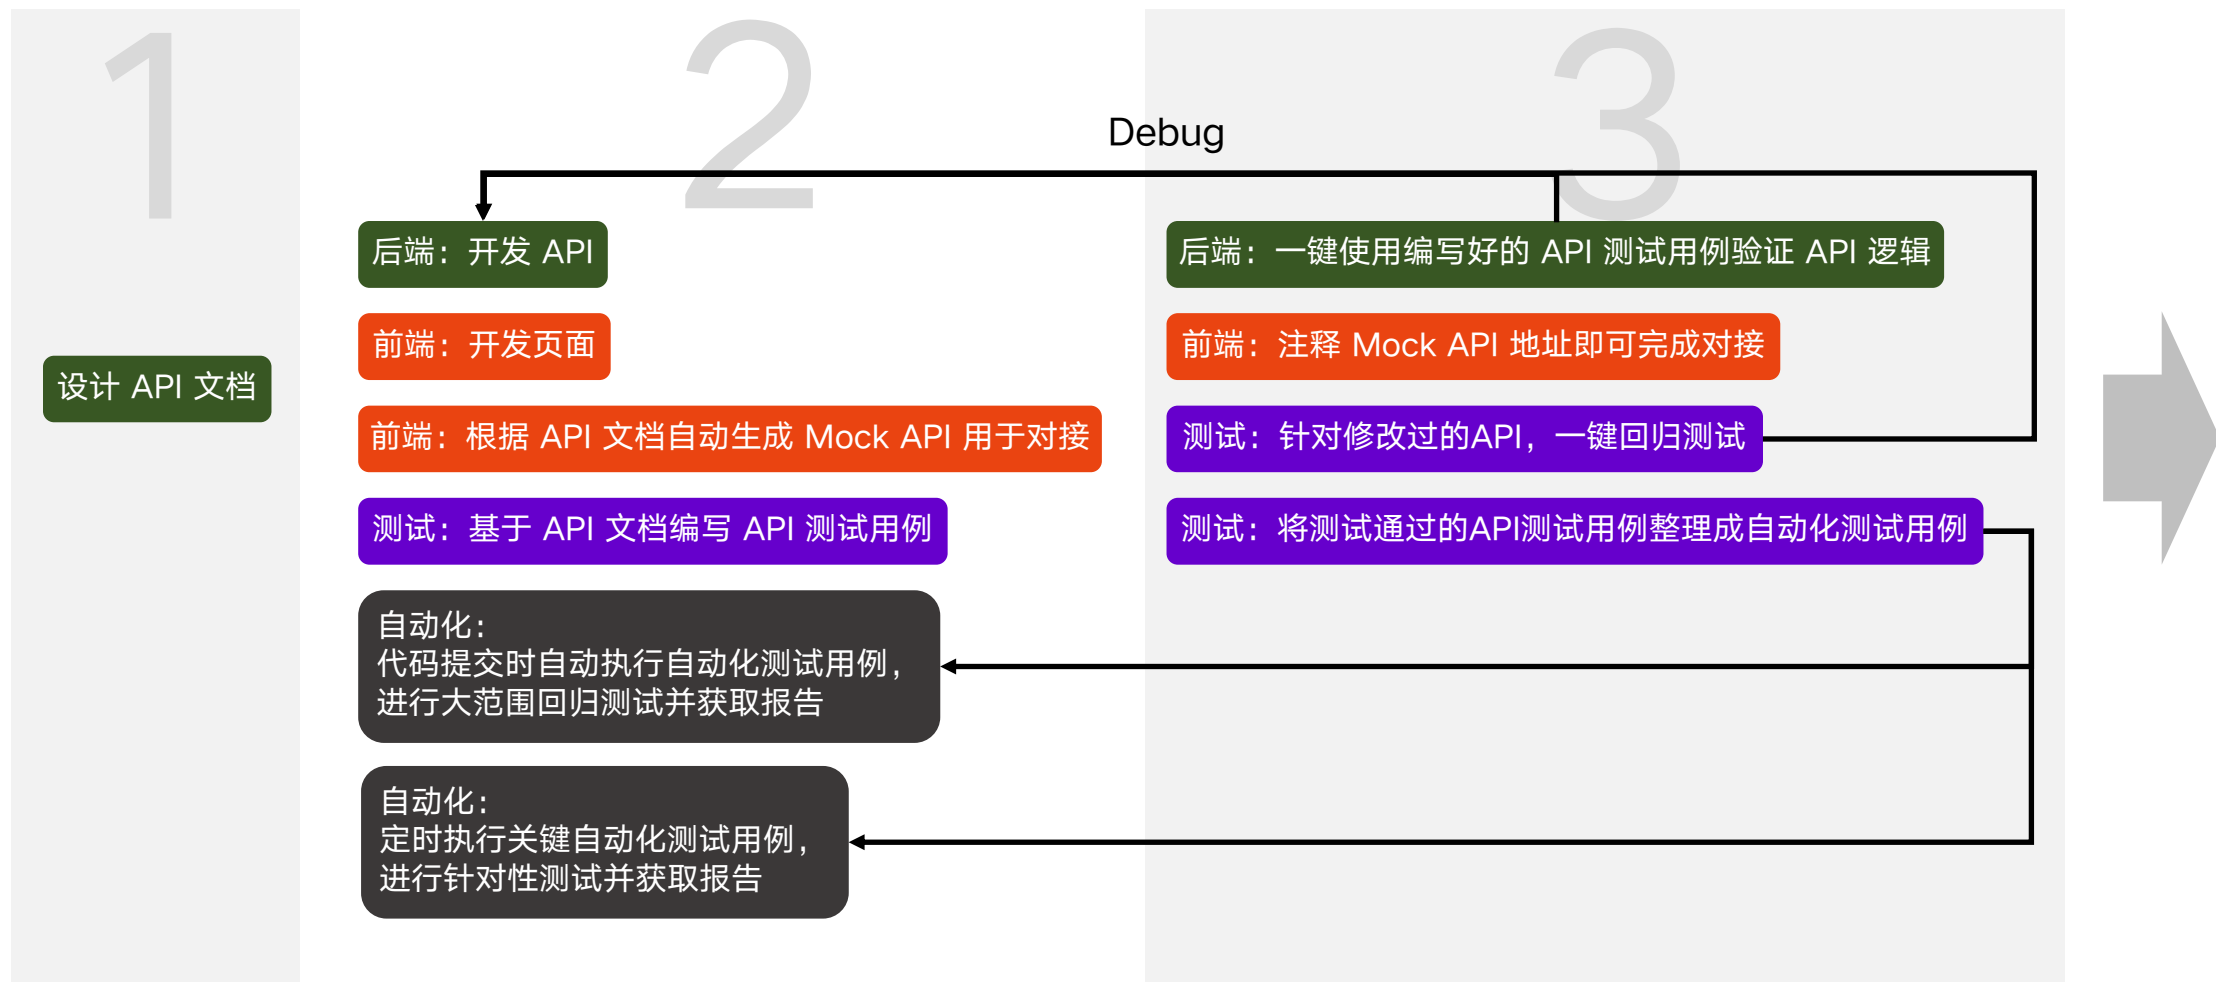 1
设计 API 文档
2
Debug
后端：开发 API
前端：开发页面
前端：根据 API 文档自动生成 Mock API 用于对接
测试：基于 API 文档编写 API 测试用例
自动化：
代码提交时自动执行自动化测试用例，
进行大范围回归测试并获取报告
自动化：
定时执行关键自动化测试用例，
进行针对性测试并获取报告
3
后端：一键使用编写好的 API 测试用例验证 API 逻辑
前端：注释 Mock API 地址即可完成对接
测试：针对修改过的API，一键回归测试
测试：将测试通过的API测试用例整理成自动化测试用例